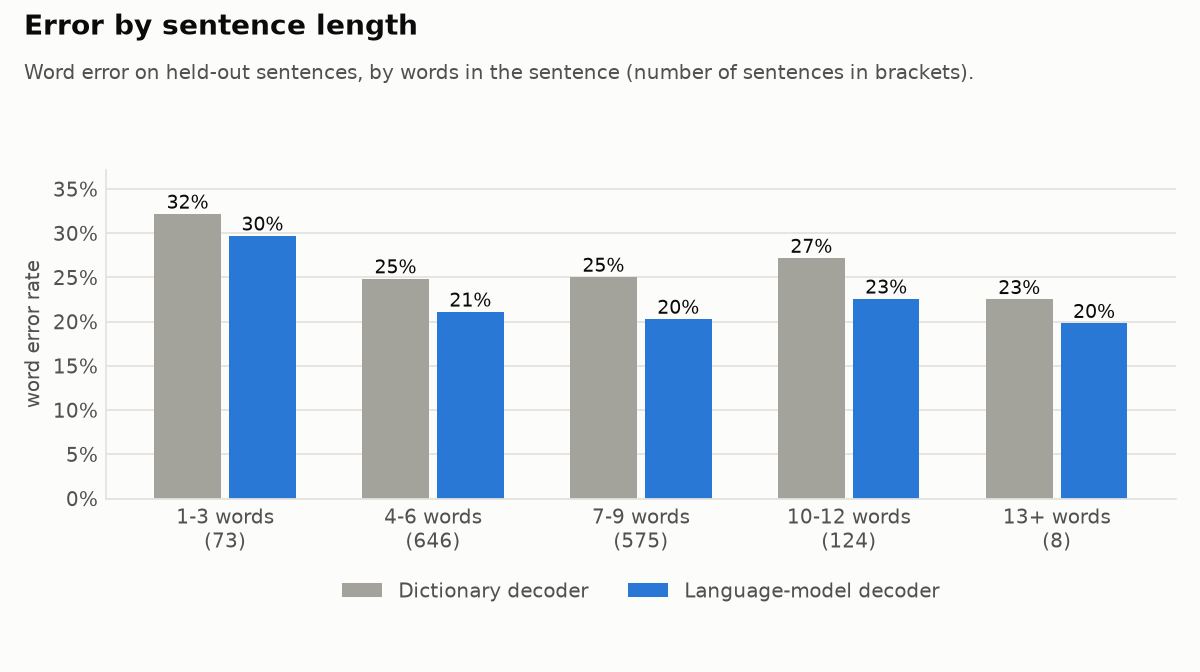 Error by sentence length
Word error on held-out sentences, by words in the sentence (number of sentences in brackets).
word error rate
35%
30%
25%
20%
15%
10%
5%
0%
32%
30%
25%
21%
25%
20%
27%
23%
23%
20%
1-3 words
(73)
4-6 words
(646)
7-9 words
(575)
10-12 words
(124)
13+ words
(8)
Dictionary decoder
Language-model decoder